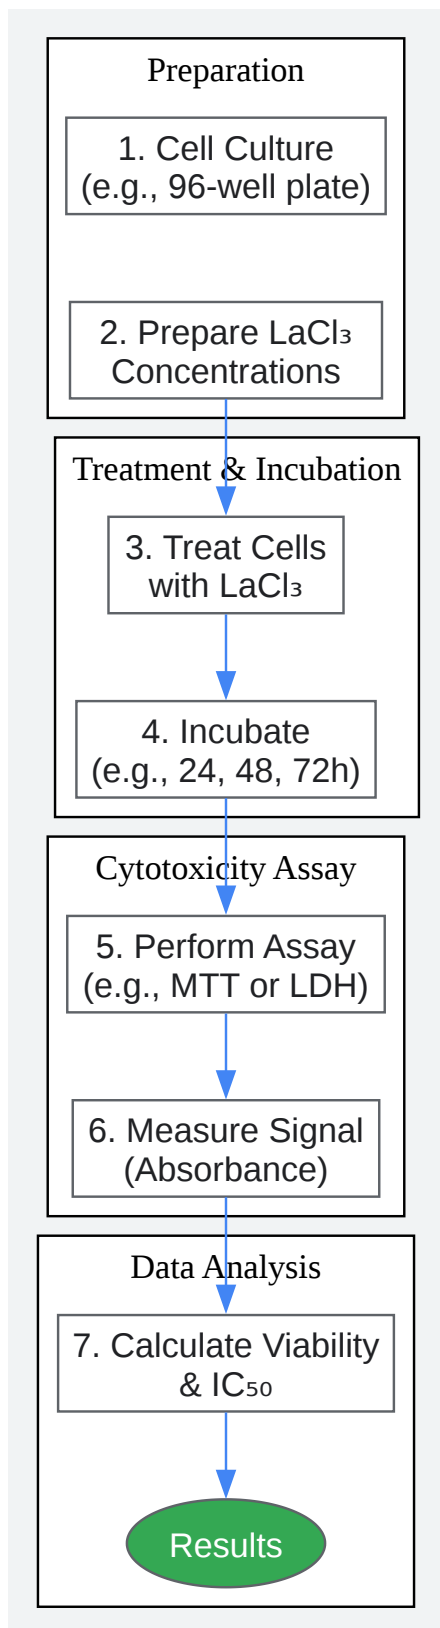 Preparation
1. Cell Culture
(e.g., 96-well plate)
2. Prepare LaCl₃
Concentrations
Treatment & Incubation
3. Treat Cells
with LaCl₃
4. Incubate
(e.g., 24, 48, 72h)
Cytotoxicity Assay
5. Perform Assay
(e.g., MTT or LDH)
6. Measure Signal
(Absorbance)
Data Analysis
7. Calculate Viability
& IC₅₀
Results